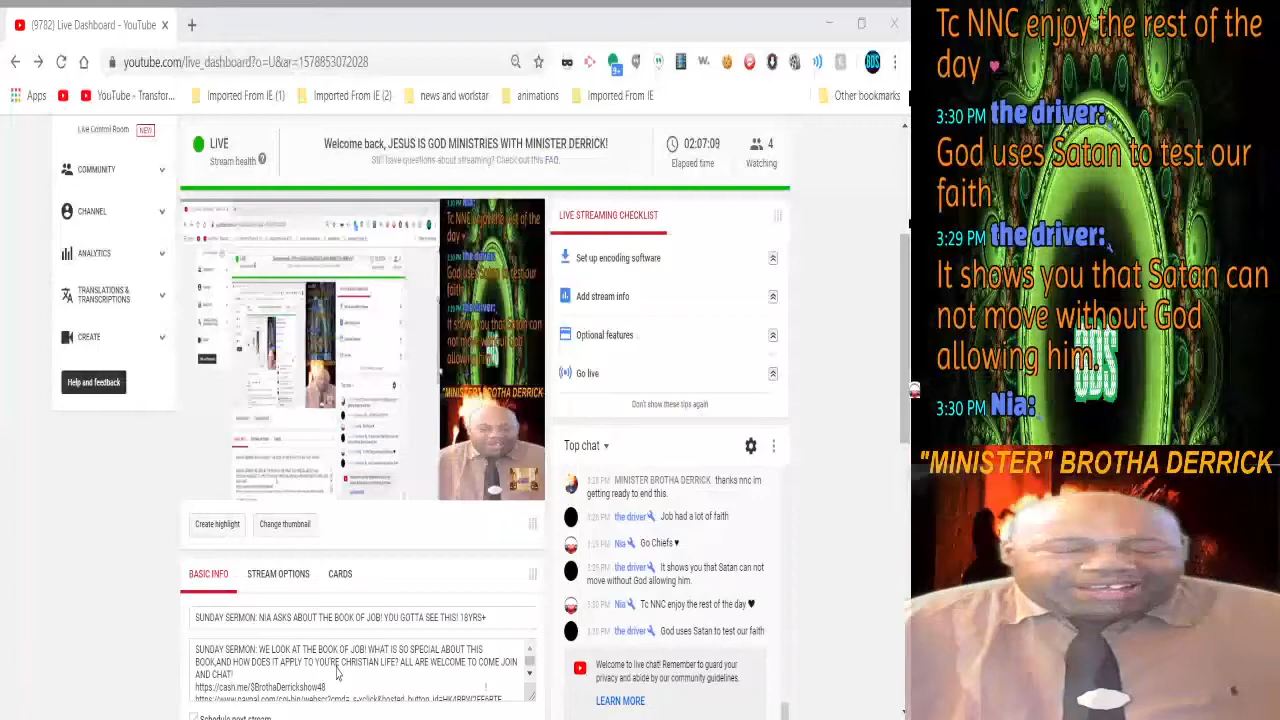 (9782) Live Dashboard - YouTube
youtube.com/live_dashboard?o=U&ar=1578853072028
Apps
YouTube - Transfor...
Imported From IE (1)
Imported From IE (2)
news and worlstar
animations
Imported From IE
Other bookmarks
Live Control Room
NEW
COMMUNITY
CHANNEL
ANALYTICS
TRANSLATIONS &
TRANSCRIPTIONS
CREATE
Help and feedback
LIVE
Stream health
Welcome back, JESUS IS GOD MINISTRIES WITH MINISTER DERRICK!
Still have questions about streaming? Check out this FAQ.
02:07:09
Elapsed time
4
Watching
LIVE STREAMING CHECKLIST
Set up encoding software
Add stream info
Optional features
Go live
Don't show these tips again
Create highlight
Change thumbnail
BASIC INFO
STREAM OPTIONS
CARDS
SUNDAY SERMON: NIA ASKS ABOUT THE BOOK OF JOB! YOU GOTTA SEE THIS! 18YRS+
SUNDAY SERMON: WE LOOK AT THE BOOK OF JOB! WHAT IS SO SPECIAL ABOUT THIS
BOOK,AND HOW DOES IT APPLY TO YOU'RE CHRISTIAN LIFE? ALL ARE WELCOME TO COME JOIN
AND CHAT!
https://cash.me/$BrothaDerrickshow48
Schedule next stream
Top chat
MINISTER BROTHA DERRICK thanks nnc im
getting ready to end this.
the driver Job had a lot of faith
Nia Go Chiefs ♥
the driver It shows you that Satan can not
move without God allowing him.
3:30 PM Nia Tc NNC enjoy the rest of the day ♥
3:30 PM the driver God uses Satan to test our faith
Welcome to live chat! Remember to guard your
privacy and abide by our community guidelines.
LEARN MORE
Tc NNC enjoy the rest of the
day ♥
3:30 PM the driver:
God uses Satan to test our
faith
3:29 PM the driver:
It shows you that Satan can
not move without God
allowing him.
3:30 PM Nia:
GDS
"MINISTER" BROTHA DERRICK